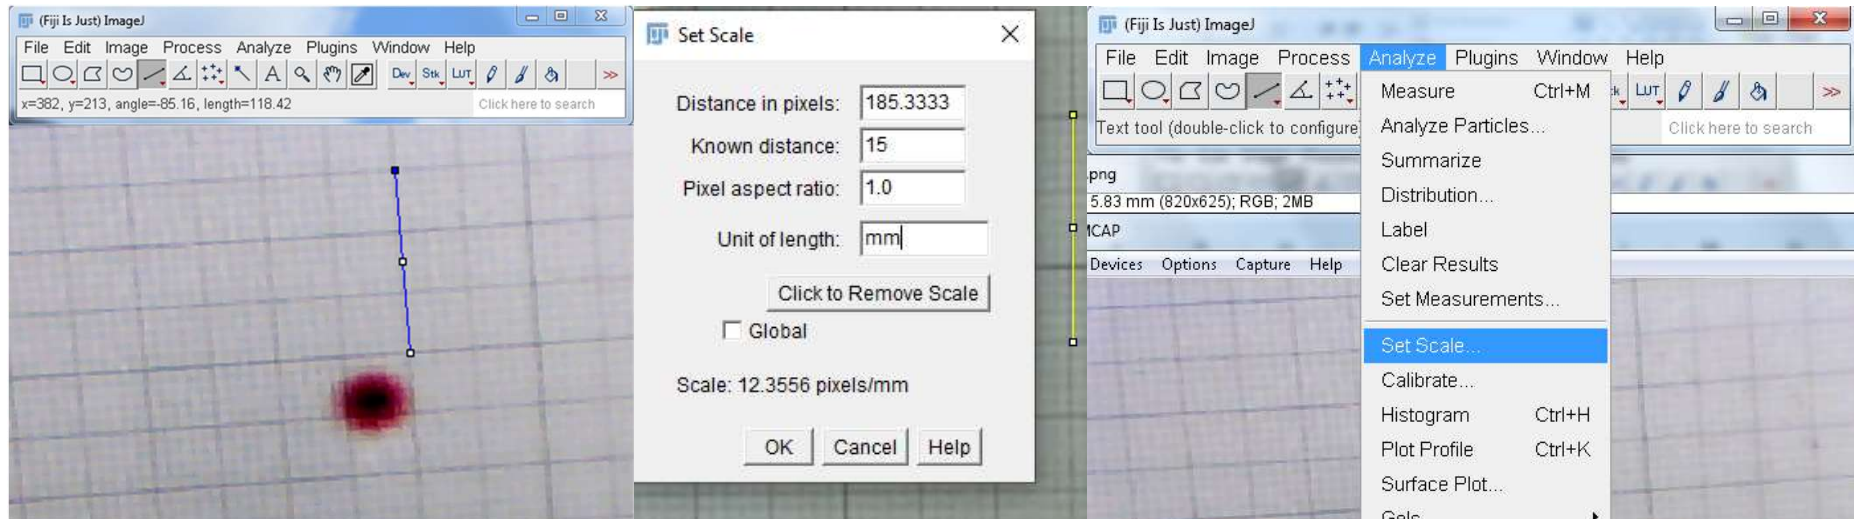 (Fiji Is Just) ImageJ
File Edit Image Process Analyze Plugins Window Help
A Dev Stk LUT >>
x=382, y=213, angle=-85.16, length=118.42 Click here to search
Set Scale
Distance in pixels: 185.3333
Known distance: 15
Pixel aspect ratio: 1.0
Unit of length: mm
Click to Remove Scale
Global
Scale: 12.3556 pixels/mm
OK Cancel Help
(Fiji Is Just) ImageJ
File Edit Image Process Analyze Plugins Window Help
LUT >>
Text tool (double-click to configure) Click here to search
.png
5.83 mm (820x625); RGB; 2MB
MCAP
Devices Options Capture Help
Measure Ctrl+M
Analyze Particles...
Summarize
Distribution...
Label
Clear Results
Set Measurements...
Set Scale...
Calibrate...
Histogram Ctrl+H
Plot Profile Ctrl+K
Surface Plot...
Gels